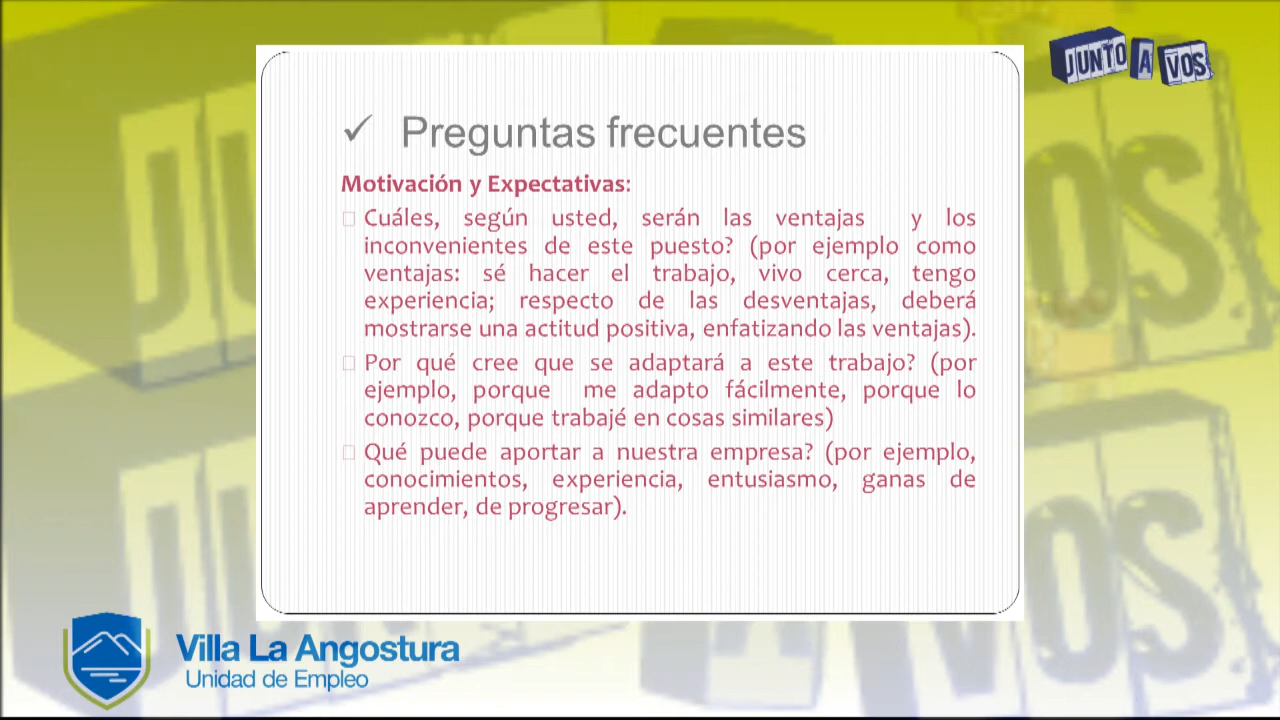 JUNTO A VOS
✓ Preguntas frecuentes
Motivación y Expectativas:
Cuáles, según usted, serán las ventajas y los
inconvenientes de este puesto? (por ejemplo como
ventajas: sé hacer el trabajo, vivo cerca, tengo
experiencia; respecto de las desventajas, deberá
mostrarse una actitud positiva, enfatizando las ventajas).
Por qué cree que se adaptará a este trabajo? (por
ejemplo, porque me adapto fácilmente, porque lo
conozco, porque trabajé en cosas similares)
Qué puede aportar a nuestra empresa? (por ejemplo,
conocimientos, experiencia, entusiasmo, ganas de
aprender, de progresar).
Villa La Angostura
Unidad de Empleo